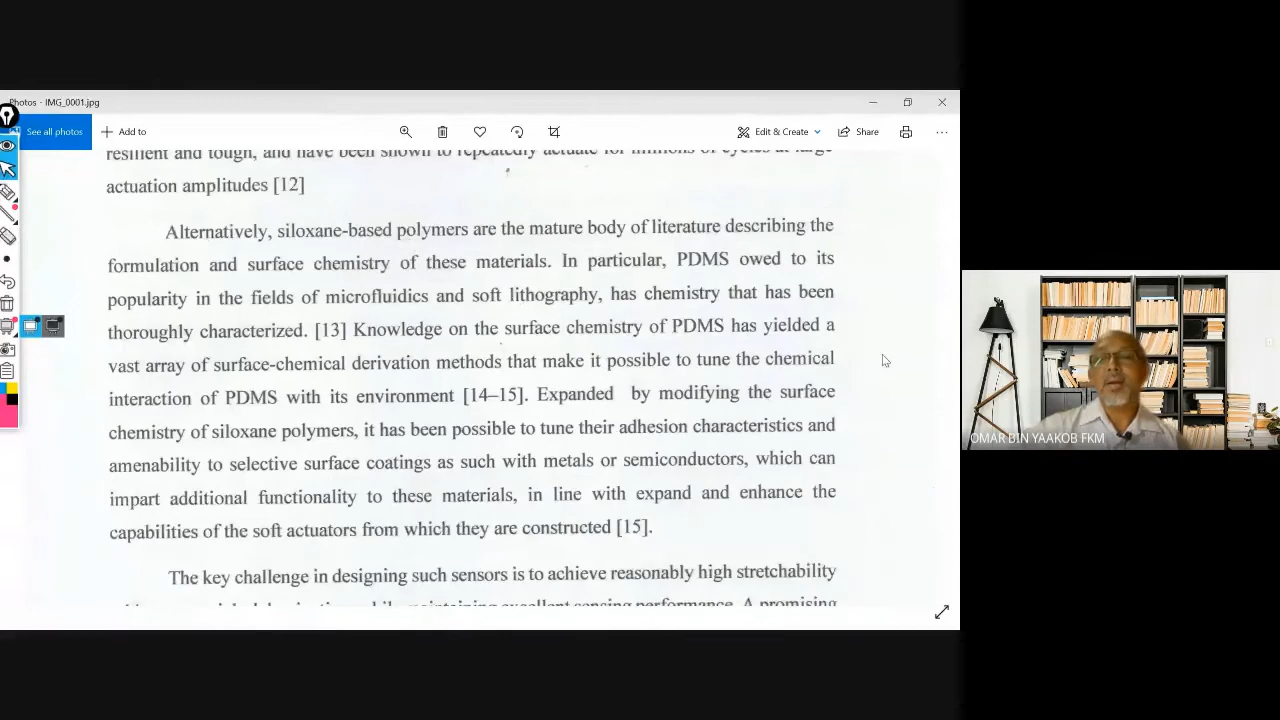 Photos - IMG_0001.jpg
See all photos
Add to
Edit & Create
Share
resilient and tough, and have been shown to repeatedly actuate for millions of cycles at large
actuation amplitudes [12]
Alternatively, siloxane-based polymers are the mature body of literature describing the
formulation and surface chemistry of these materials. In particular, PDMS owed to its
popularity in the fields of microfluidics and soft lithography, has chemistry that has been
thoroughly characterized. [13] Knowledge on the surface chemistry of PDMS has yielded a
vast array of surface-chemical derivation methods that make it possible to tune the chemical
interaction of PDMS with its environment [14–15]. Expanded by modifying the surface
chemistry of siloxane polymers, it has been possible to tune their adhesion characteristics and
amenability to selective surface coatings as such with metals or semiconductors, which can
impart additional functionality to these materials, in line with expand and enhance the
capabilities of the soft actuators from which they are constructed [15].
The key challenge in designing such sensors is to achieve reasonably high stretchability
while maintaining excellent sensing performance. A promising
OMAR BIN YAAKOB FKM